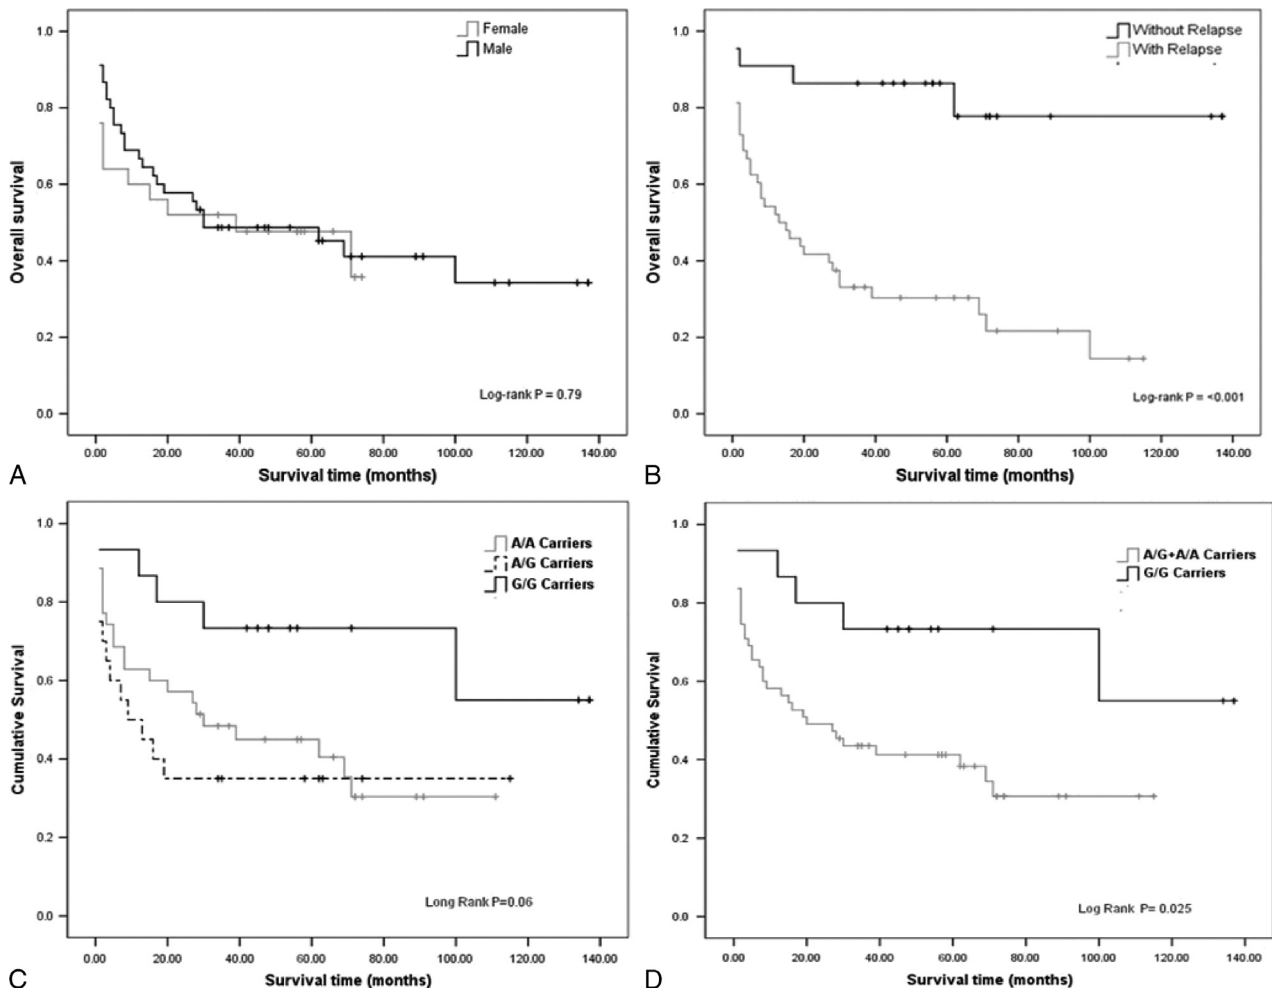 Female
Male
1.0
0.8
0.6
0.4
0.2
0.0
Overall survival
Log-rank P = 0.79
0.00 20.00 40.00 60.00 80.00 100.00 120.00 140.00
Survival time (months)
A
Without Relapse
With Relapse
1.0
0.8
0.6
0.4
0.2
0.0
Overall survival
Log-rank P = <0.001
0.00 20.00 40.00 60.00 80.00 100.00 120.00 140.00
Survival time (months)
B
A/A Carriers
A/G Carriers
G/G Carriers
1.0
0.8
0.6
0.4
0.2
0.0
Cumulative Survival
Long Rank P=0.06
0.00 20.00 40.00 60.00 80.00 100.00 120.00 140.00
Survival time (months)
C
A/G+A/A Carriers
G/G Carriers
1.0
0.8
0.6
0.4
0.2
0.0
Cumulative Survival
Log Rank P= 0.025
0.00 20.00 40.00 60.00 80.00 100.00 120.00 140.00
Survival time (months)
D